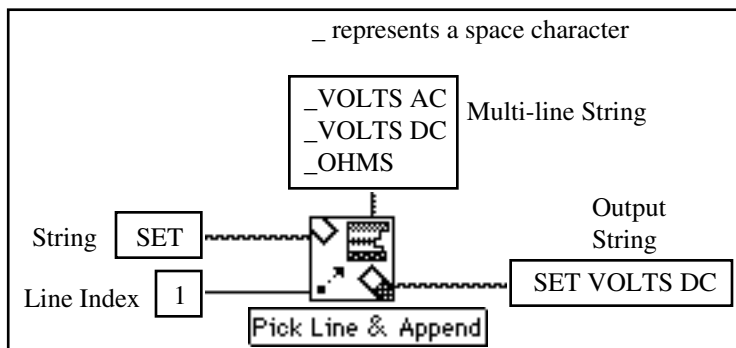 _ represents a space character
_VOLTS AC
_VOLTS DC
_OHMS
Multi-line String
String
SET
Line Index
1
Output
String
SET VOLTS DC
Pick Line & Append